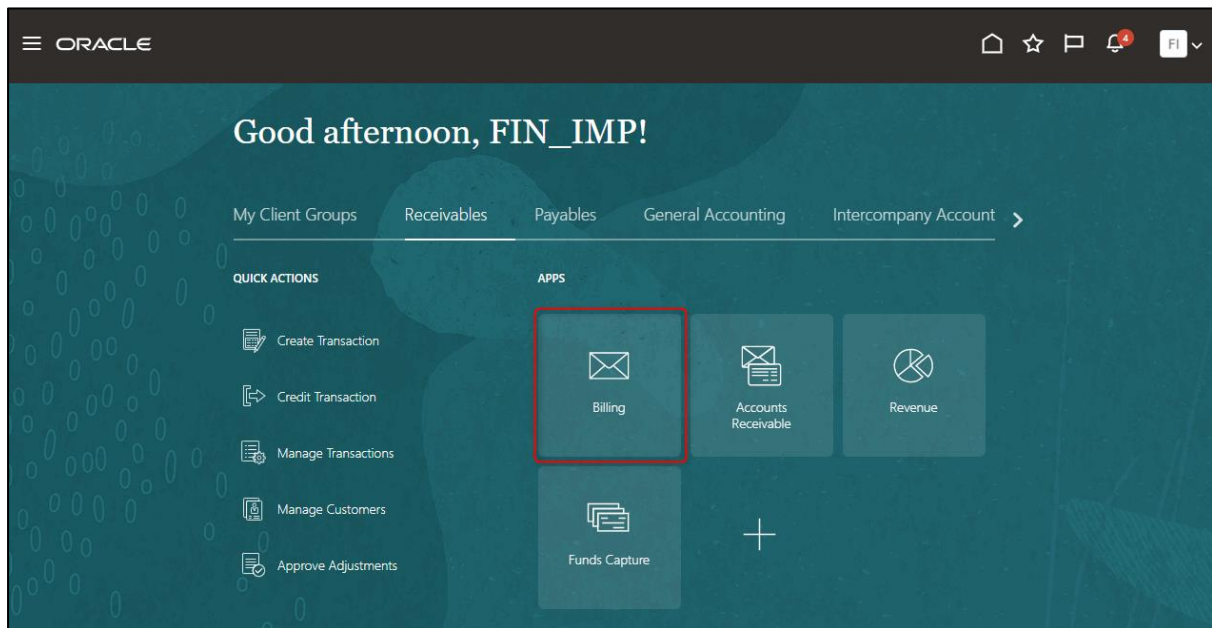 ORACLE
4
FI
Good afternoon, FIN_IMP!
My Client Groups
Receivables
Payables
General Accounting
Intercompany Account
QUICK ACTIONS
Create Transaction
Credit Transaction
Manage Transactions
Manage Customers
Approve Adjustments
APPS
Billing
Accounts
Receivable
Revenue
Funds Capture